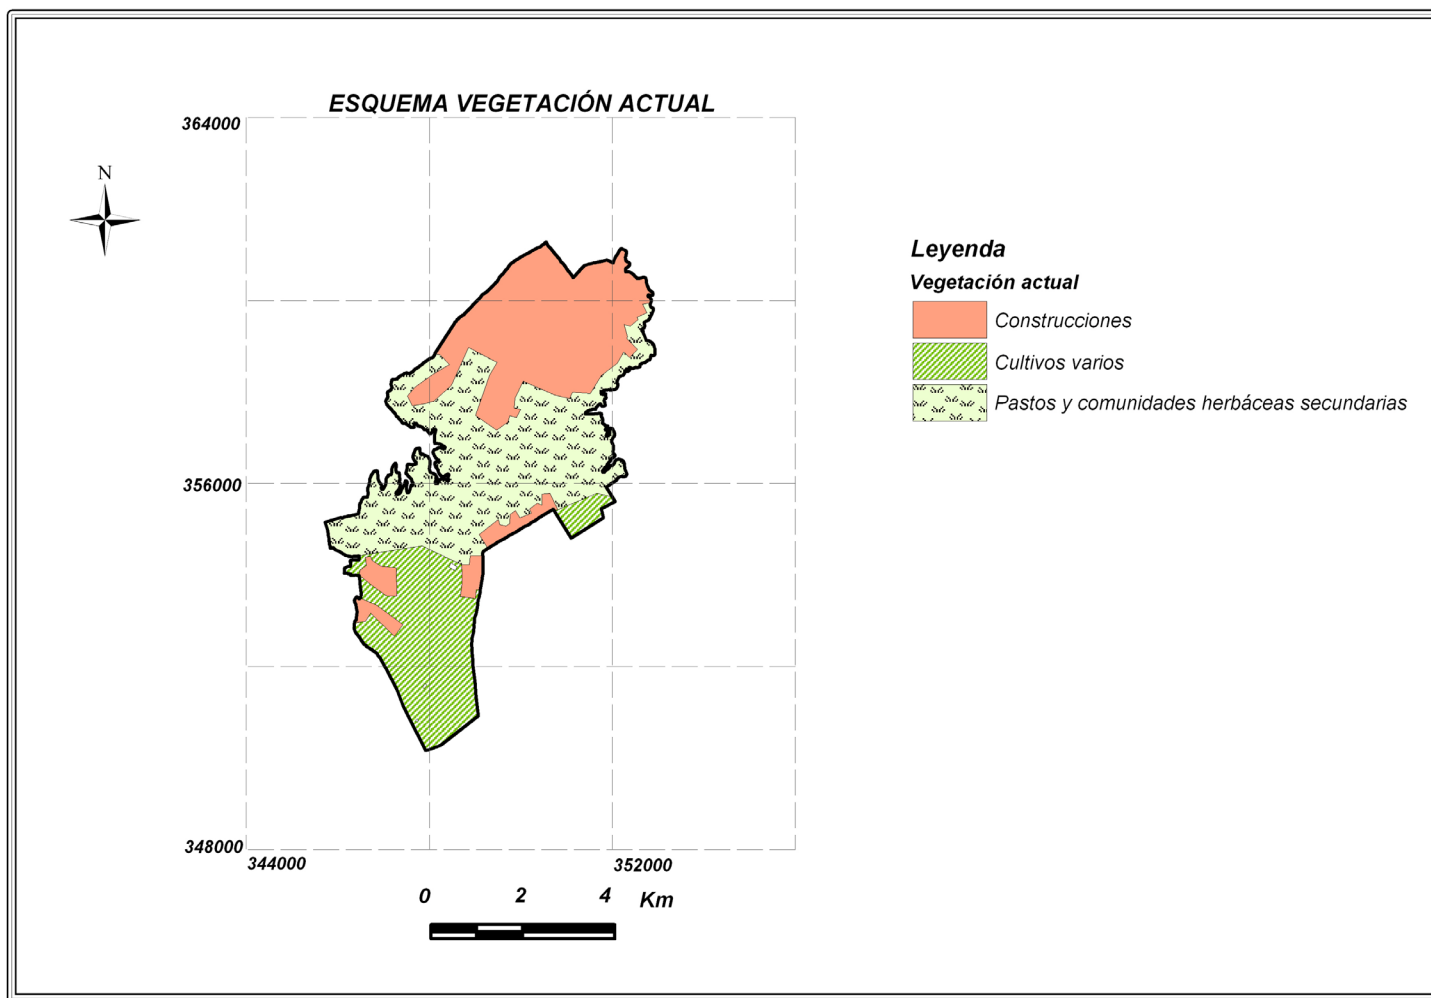 ESQUEMA VEGETACIÓN ACTUAL
364000
N
Leyenda
Vegetación actual
Construcciones
Cultivos varios
Pastos y comunidades herbáceas secundarias
356000
348000
344000 352000
0 2 4 Km